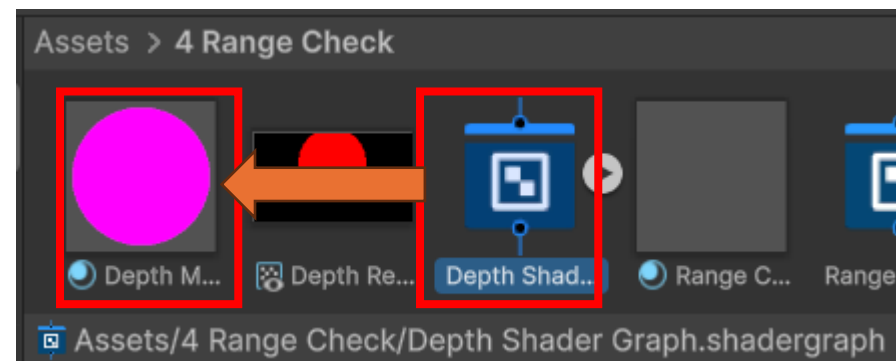 Assets > 4 Range Check
Depth M... Depth Re... Depth Shad... Range C... Range
Assets/4 Range Check/Depth Shader Graph.shadergraph